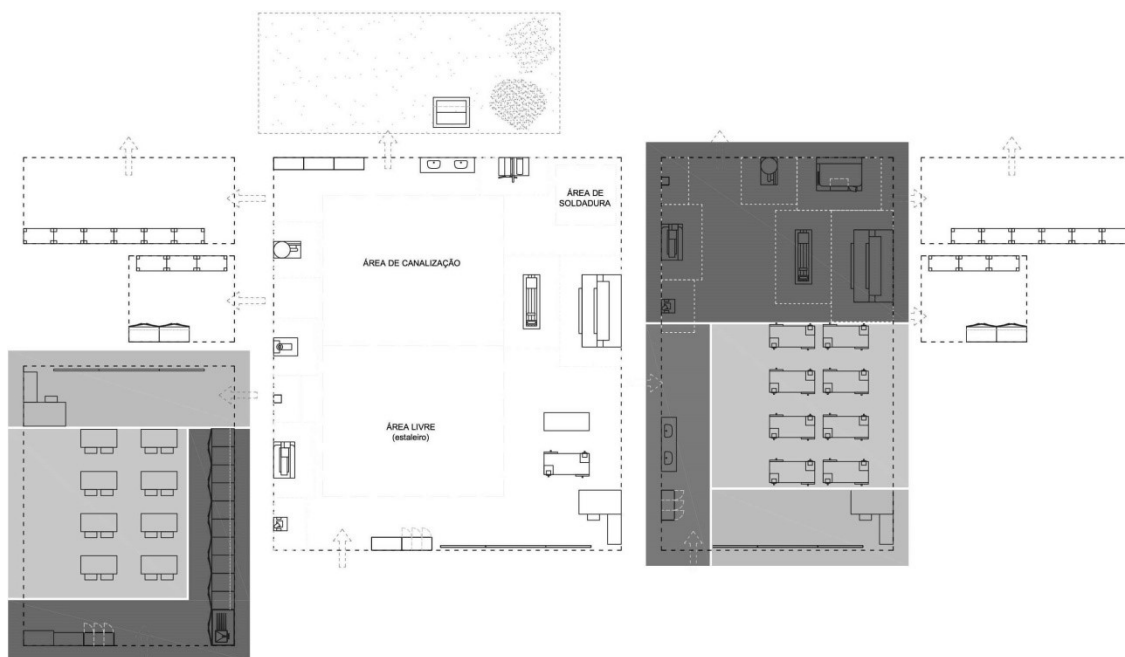 ÁREA DE
SOLDADURA
ÁREA DE CANALIZAÇÃO
ÁREA LIVRE
(estaleiro)